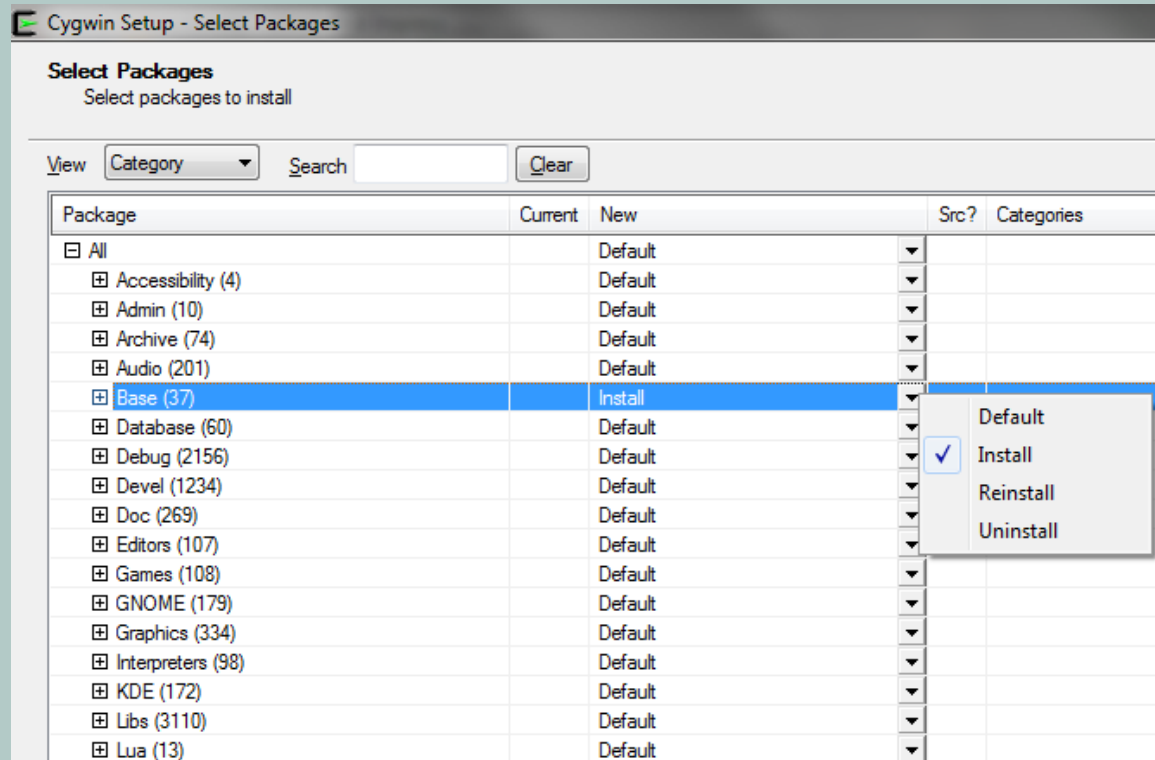 Cygwin Setup - Select Packages
Select Packages
Select packages to install
View Category Search Clear
Package Current New Src? Categories
All Default
Accessibility (4) Default
Admin (10) Default
Archive (74) Default
Audio (201) Default
Base (37) Install
Database (60) Default
Debug (2156) Default
Devel (1234) Default
Doc (269) Default
Editors (107) Default
Games (108) Default
GNOME (179) Default
Graphics (334) Default
Interpreters (98) Default
KDE (172) Default
Libs (3110) Default
Lua (13) Default
Default
Install
Reinstall
Uninstall